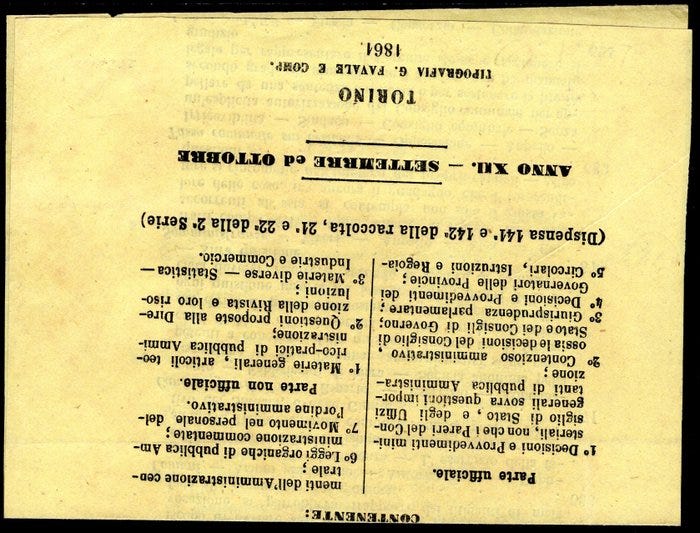 CONTENENTE:
Parte ufficiale.
1° Decisioni e Provvedimenti mini-
steriali, non che i Pareri del Con-
siglio di Stato, e degli Uffizi
generali sovra questioni impor-
tanti di pubblica Amministra-
zione;
2° Contenzioso amministrativo,
ossia le decisioni del Consiglio di
Stato e dei Consigli di Governo;
3° Giurisprudenza parlamentare;
4° Decisioni e Provvedimenti dei
Governatori delle Provincie;
5° Circolari, Istruzioni e Regola-
menti dell'Amministrazione cen-
trale;
6° Leggi organiche di pubblica Am-
ministrazione commentate;
7° Movimento nel personale del-
l'ordine amministrativo.
Parte non ufficiale.
1° Materie generali, articoli teo-
rico-pratici di pubblica Ammi-
nistrazione;
2° Questioni proposte alla Dire-
zione della Rivista e loro riso-
luzioni;
3° Materie diverse — Statistica —
Industrie e Commercio.
(Dispensa 141ª e 142ª della raccolta, 21ª e 22ª della 2ª Serie)
ANNO XII. — SETTEMBRE ed OTTOBRE
TORINO
TIPOGRAFIA G. FAVALE E COMP.
1861